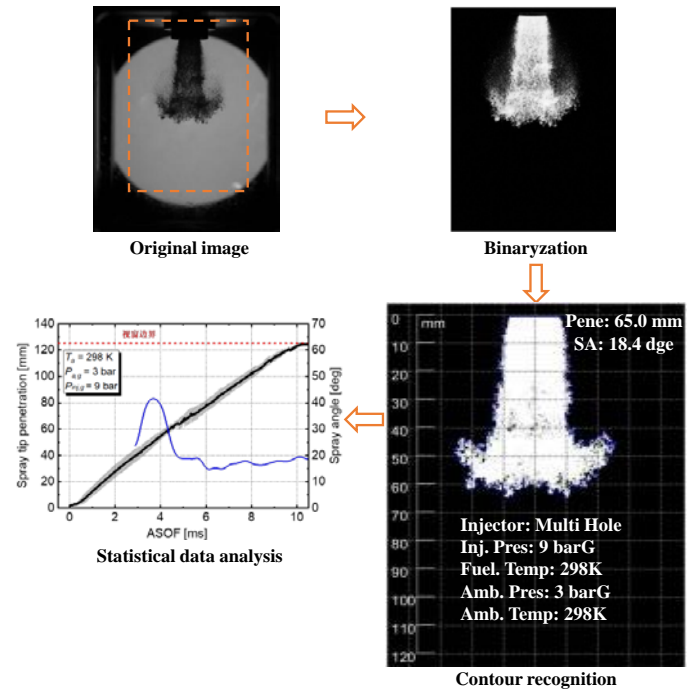 Original image
Binaryzation
0
mm
Pene: 65.0 mm
SA: 18.4 dge
10
20
30
40
50
60
70
Injector: Multi Hole
Inj. Pres: 9 barG
80
Fuel. Temp: 298K
90
Amb. Pres: 3 barG
100
Amb. Temp: 298K
110
120
Contour recognition
视窗边界
140
120
100
80
60
40
20
0
Spray tip penetration [mm]
Tₐ = 298 K
Pₐ,g = 3 bar
= 9 bar
70
60
50
40
30
20
10
0
Spray angle [deg]
0 2 4 6 8 10
ASOF [ms]
Statistical data analysis